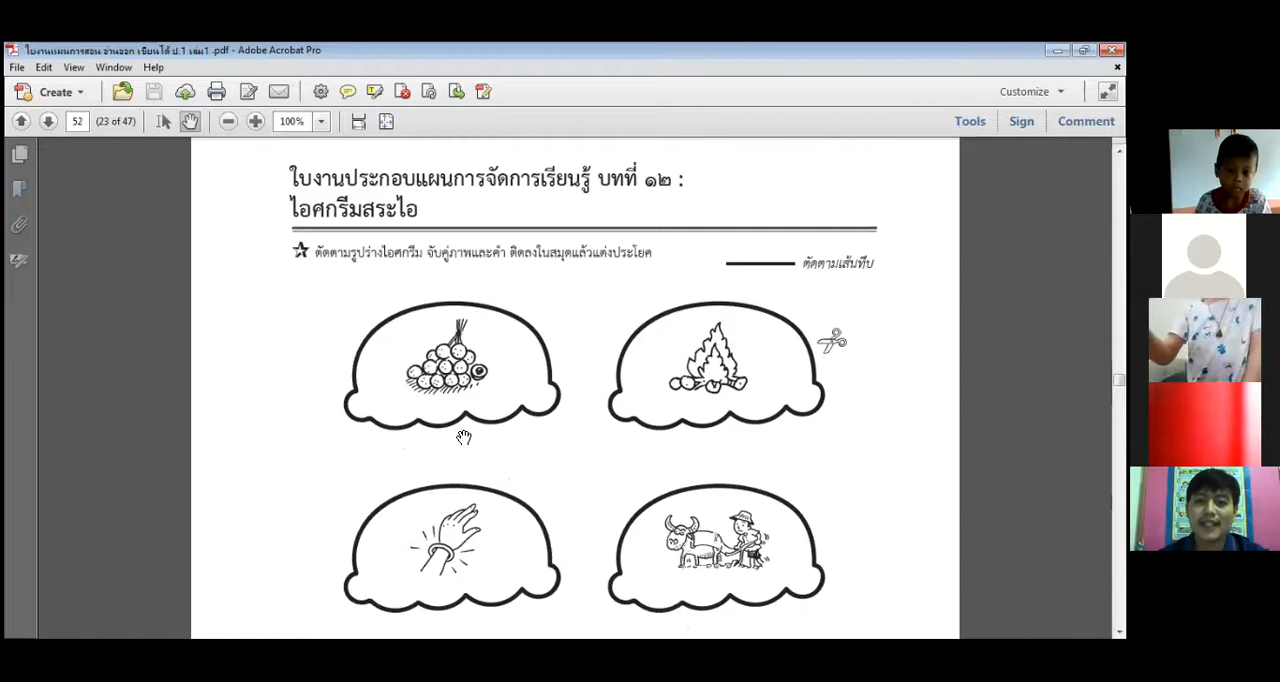 ใบงานแผนการสอน อ่านออก เขียนได้ ป.1 เล่ม1 .pdf - Adobe Acrobat Pro
File Edit View Window Help
Create Customize
52 (23 of 47) 100% Tools Sign Comment
ใบงานประกอบแผนการจัดการเรียนรู้ บทที่ ๑๒ :
ไอศกรีมสระไอ
ตัดตามรูปร่างไอศกรีม จับคู่ภาพและคำ ติดลงในสมุดแล้วแต่งประโยค
ตัดตามเส้นทึบ